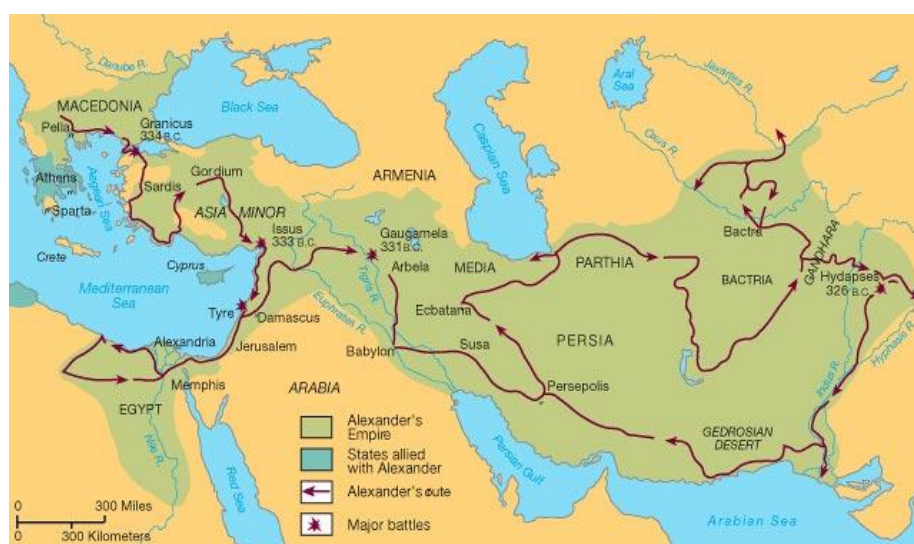 Danube R.
MACEDONIA
Pella
Granicus
334 B.C.
Black Sea
Aegean Sea
Athens
Sparta
Sardis
Gordium
ASIA MINOR
Issus
333 B.C.
Crete
Cyprus
Mediterranean
Sea
Tyre
Damascus
Alexandria
Jerusalem
Memphis
EGYPT
Nile R.
Red Sea
ARABIA
ARMENIA
Gaugamela
331 B.C.
Arbela
Tigris R.
Euphrates R.
Babylon
Caspian Sea
MEDIA
Ecbatana
Susa
PERSIA
Persepolis
Persian Gulf
PARTHIA
Aral
Sea
Jaxartes R.
Oxus R.
Bactra
BACTRIA
GANDHARA
Hydapses
326 B.C.
Indus R.
Hyphasis R.
GEDROSIAN
DESERT
Arabian Sea
Alexander's
Empire
States allied
with Alexander
Alexander's oute
Major battles
0 300 Miles
0 300 Kilometers